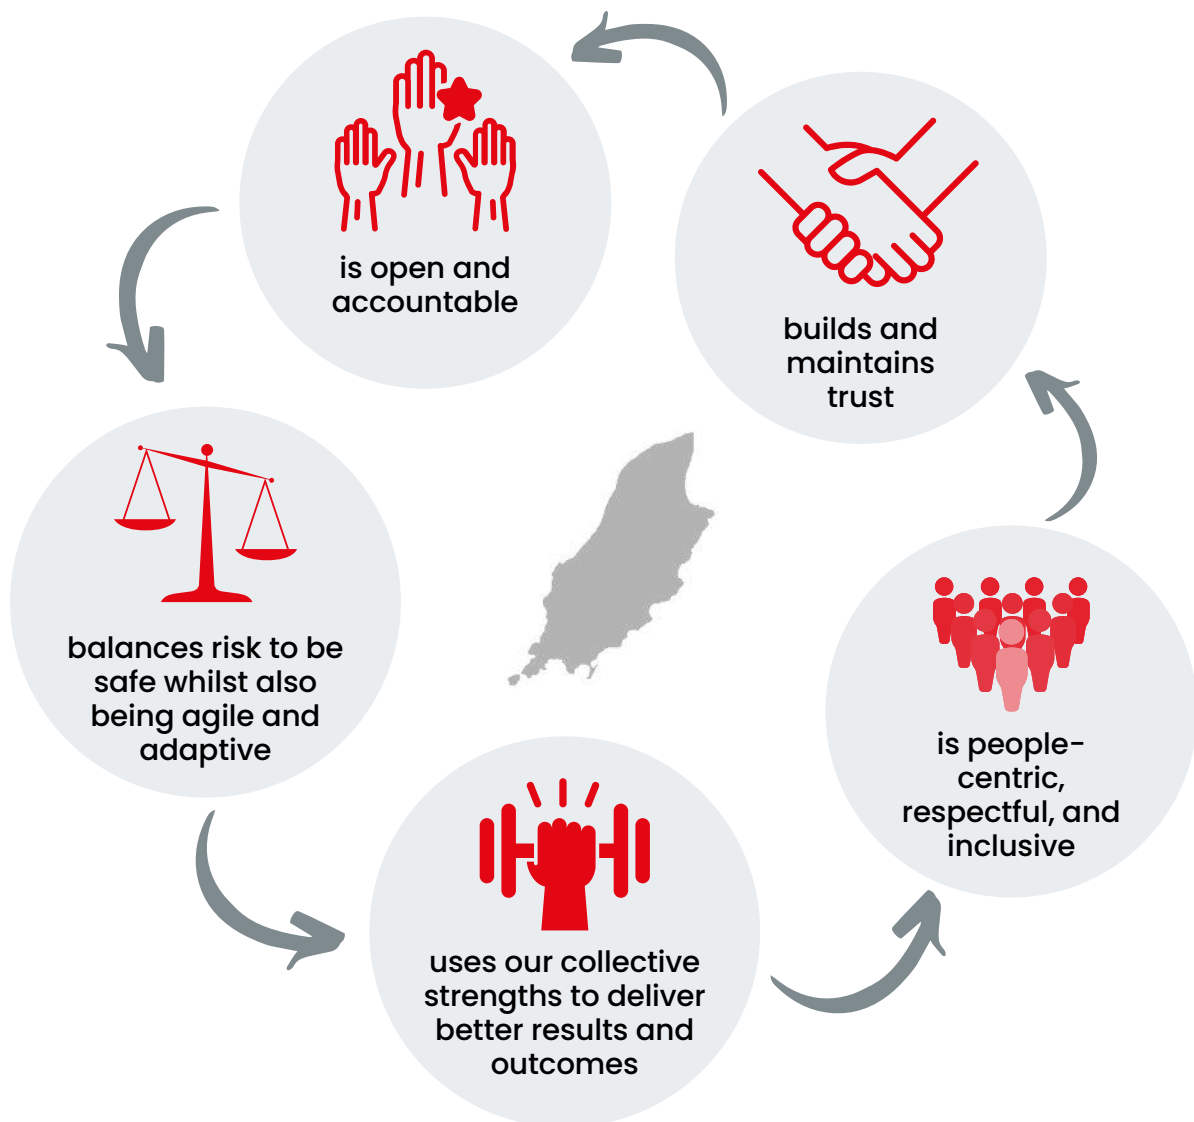 is open and
accountable
builds and
maintains
trust
balances risk to be
safe whilst also
being agile and
adaptive
is people-
centric,
respectful, and
inclusive
uses our collective
strengths to deliver
better results and
outcomes